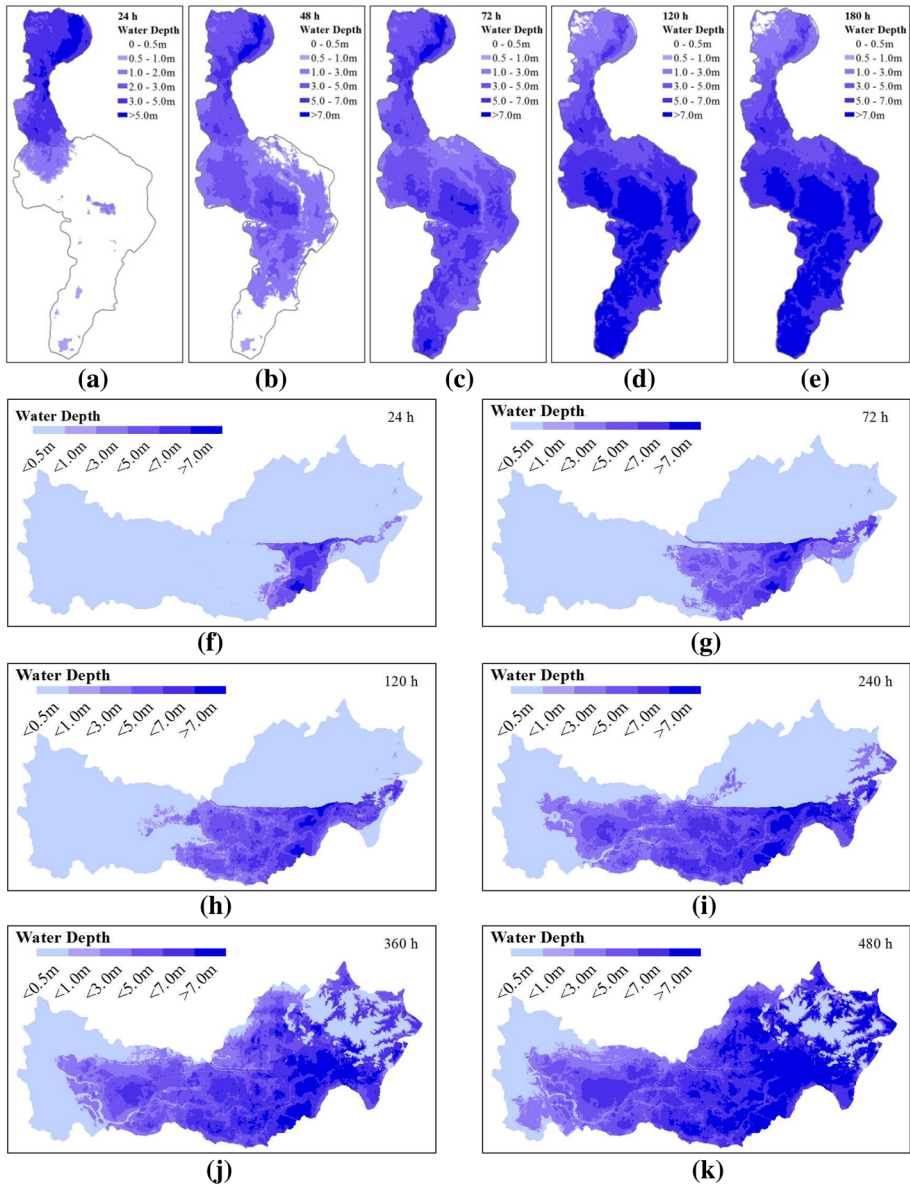 24 h
Water Depth
0 - 0.5m
0.5 - 1.0m
1.0 - 2.0m
2.0 - 3.0m
3.0 - 5.0m
>5.0m
(a)
48 h
Water Depth
0 - 0.5m
0.5 - 1.0m
1.0 - 3.0m
3.0 - 5.0m
5.0 - 7.0m
>7.0m
(b)
72 h
Water Depth
0 - 0.5m
0.5 - 1.0m
1.0 - 3.0m
3.0 - 5.0m
5.0 - 7.0m
>7.0m
(c)
120 h
Water Depth
0 - 0.5m
0.5 - 1.0m
1.0 - 3.0m
3.0 - 5.0m
5.0 - 7.0m
>7.0m
(d)
180 h
Water Depth
0 - 0.5m
0.5 - 1.0m
1.0 - 3.0m
3.0 - 5.0m
5.0 - 7.0m
>7.0m
(e)
Water Depth
24 h
<0.5m <1.0m <3.0m <5.0m <7.0m >7.0m
(f)
Water Depth
72 h
<0.5m <1.0m <3.0m <5.0m <7.0m >7.0m
(g)
Water Depth
120 h
<0.5m <1.0m <3.0m <5.0m <7.0m >7.0m
(h)
Water Depth
240 h
<0.5m <1.0m <3.0m <5.0m <7.0m >7.0m
(i)
Water Depth
360 h
<0.5m <1.0m <3.0m <5.0m <7.0m >7.0m
(j)
Water Depth
480 h
<0.5m <1.0m <3.0m <5.0m <7.0m >7.0m
(k)